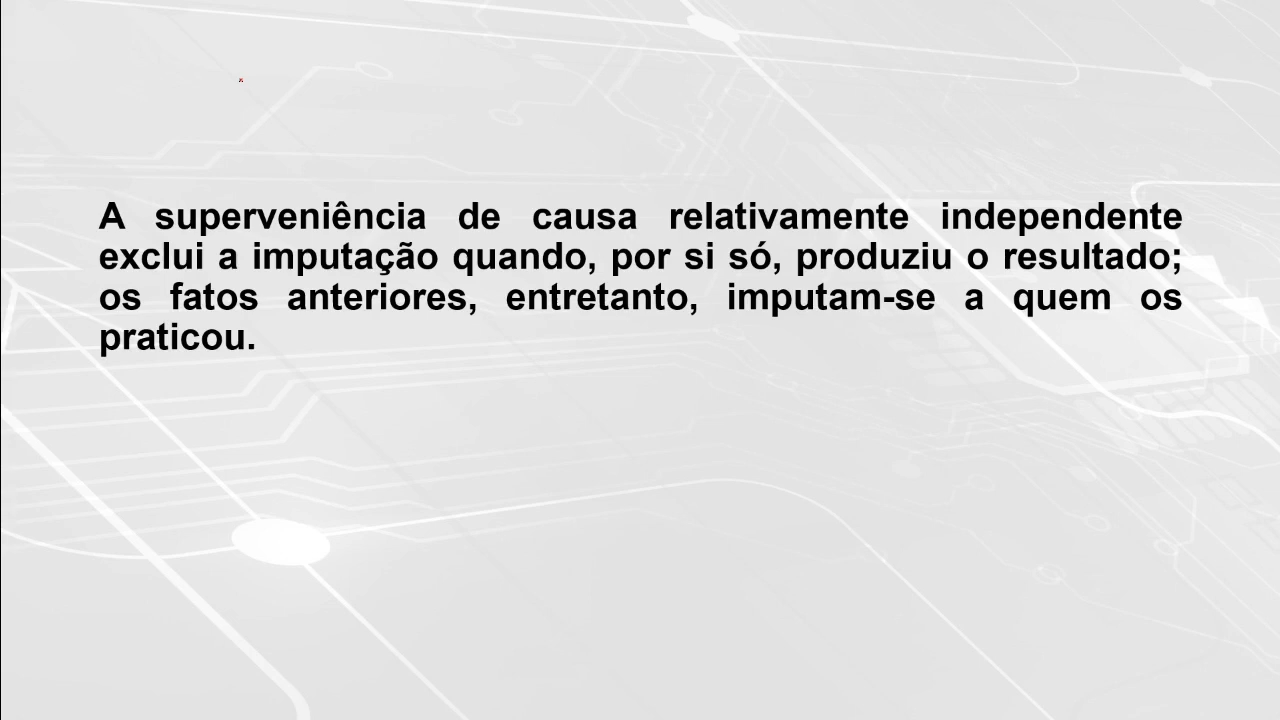 A superveniência de causa relativamente independente
exclui a imputação quando, por si só, produziu o resultado;
os fatos anteriores, entretanto, imputam-se a quem os
praticou.